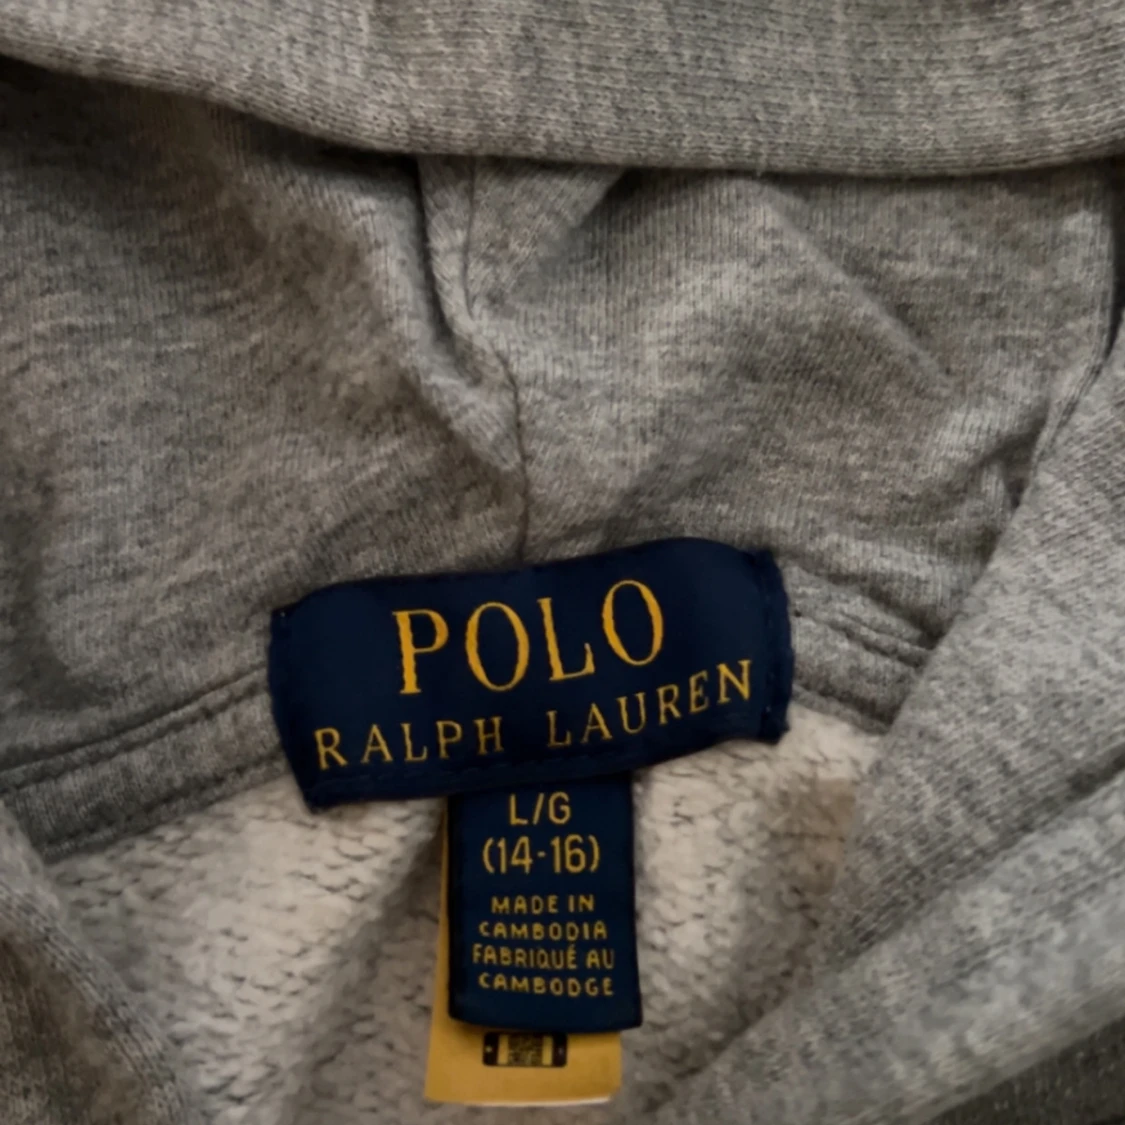 POLO
RALPH LAUREN
L/G
(14-16)
MADE IN
CAMBODIA
FABRIQUÉ AU
CAMBODGE